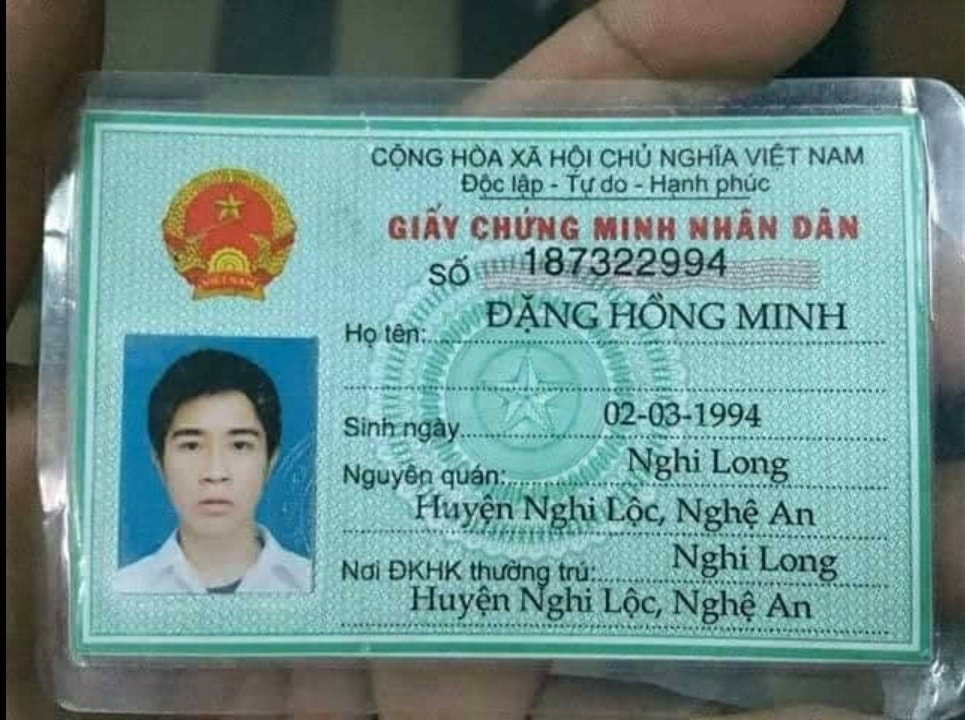 CỘNG HÒA XÃ HỘI CHỦ NGHĨA VIỆT NAM
Độc lập - Tự do - Hạnh phúc
GIẤY CHỨNG MINH NHÂN DÂN
SỐ 187322994
Họ tên: ĐẶNG HỒNG MINH
Sinh ngày 02-03-1994
Nguyên quán: Nghi Long
Huyện Nghi Lộc, Nghệ An
Nơi ĐKHK thường trú: Nghi Long
Huyện Nghi Lộc, Nghệ An
VIỆT NAM